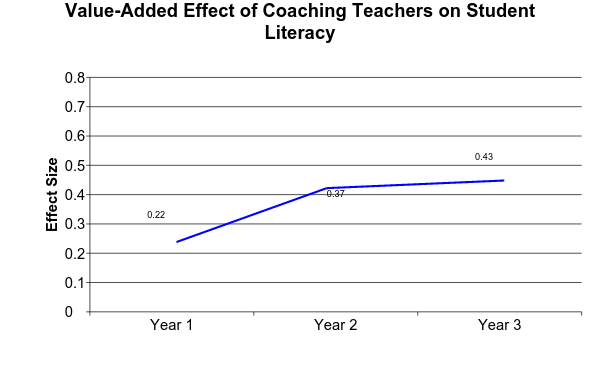 Value-Added Effect of Coaching Teachers on Student
Literacy
Effect Size
0.8
0.7
0.6
0.5
0.4
0.3
0.2
0.1
0
0.22
0.37
0.43
Year 1
Year 2
Year 3